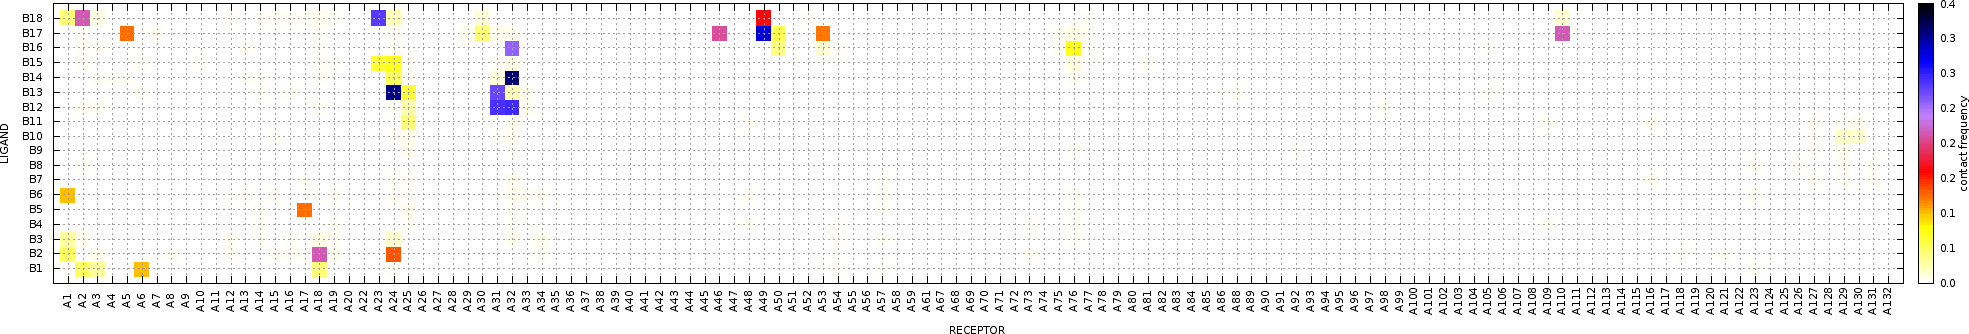 B18
B17
B16
B15
B14
B13
B12
B11
B10
B9
B8
B7
B6
B5
B4
B3
B2
B1
LIGAND
A1 A2 A3 A4 A5 A6 A7 A8 A9 A10 A11 A12 A13 A14 A15 A16 A17 A18 A19 A20 A22 A23 A24 A25 A26 A27 A28 A29 A30 A31 A32 A33 A34 A35 A36 A37 A38 A39 A40 A41 A42 A43 A44 A45 A46 A47 A48 A49 A50 A51 A52 A53 A54 A55 A56 A57 A58 A59 A61 A67 A68 A69 A70 A71 A72 A73 A74 A75 A76 A77 A78 A79 A80 A81 A82 A83 A84 A85 A86 A88 A89 A90 A91 A92 A93 A94 A95 A96 A97 A98 A99 A100 A101 A102 A103 A104 A105 A106 A107 A108 A109 A110 A111 A112 A113 A114 A115 A116 A117 A118 A119 A120 A121 A122 A123 A124 A125 A126 A127 A128 A129 A130 A131 A132
RECEPTOR
0.4
0.3
0.3
0.2
0.2
0.2
0.1
0.1
0.0
contact frequency